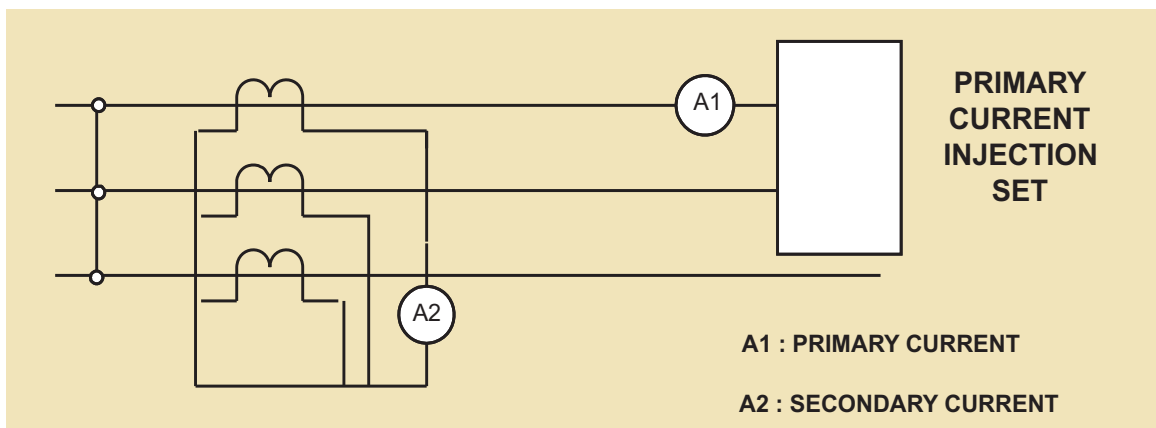 A1
PRIMARY
CURRENT
INJECTION
SET
A2
A1 : PRIMARY CURRENT
A2 : SECONDARY CURRENT